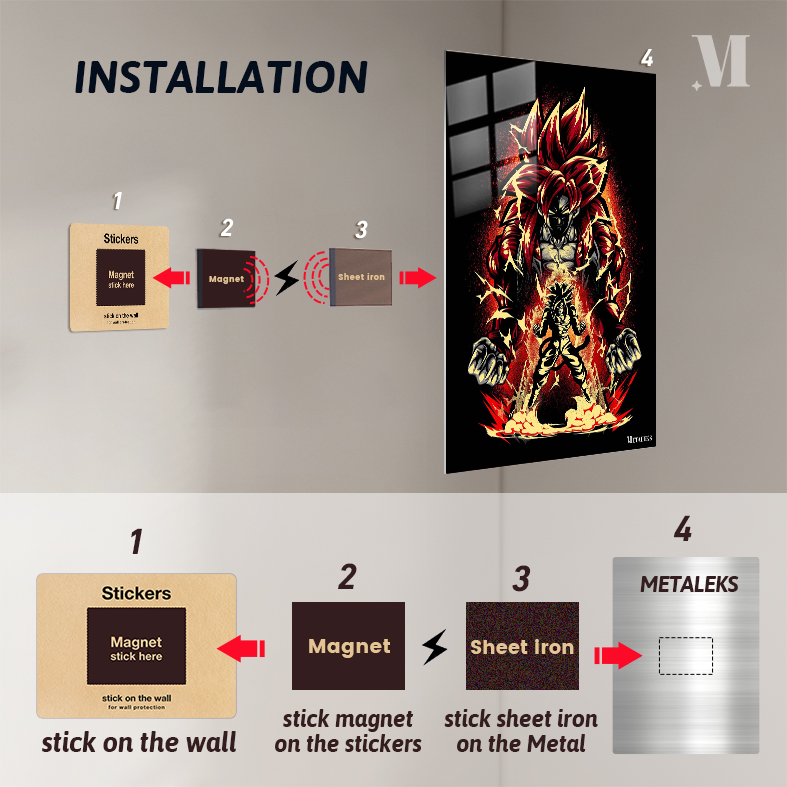 INSTALLATION
M
4
1
2
3
Stickers
Magnet
stick here
stick on the wall
for wall protection
Magnet
Sheet iron
METALEKS
1
2
3
4
Stickers
Magnet
stick here
stick on the wall
for wall protection
stick on the wall
Magnet
stick magnet
on the stickers
Sheet Iron
stick sheet iron
on the Metal
METALEKS